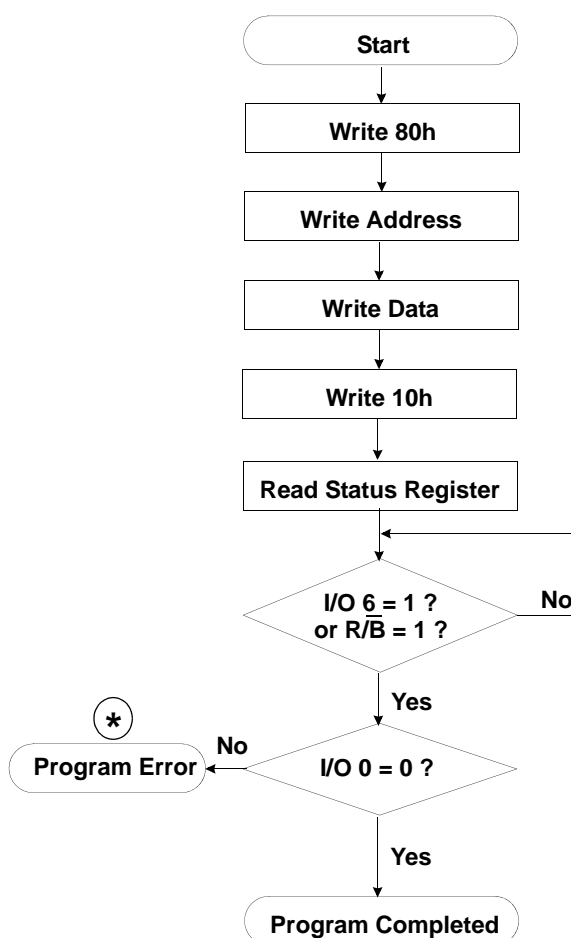 Start
Write 80h
Write Address
Write Data
Write 10h
Read Status Register
I/O 6 = 1 ?
or R/B̅ = 1 ?
No
Yes
*
No
Program Error
I/O 0 = 0 ?
Yes
Program Completed